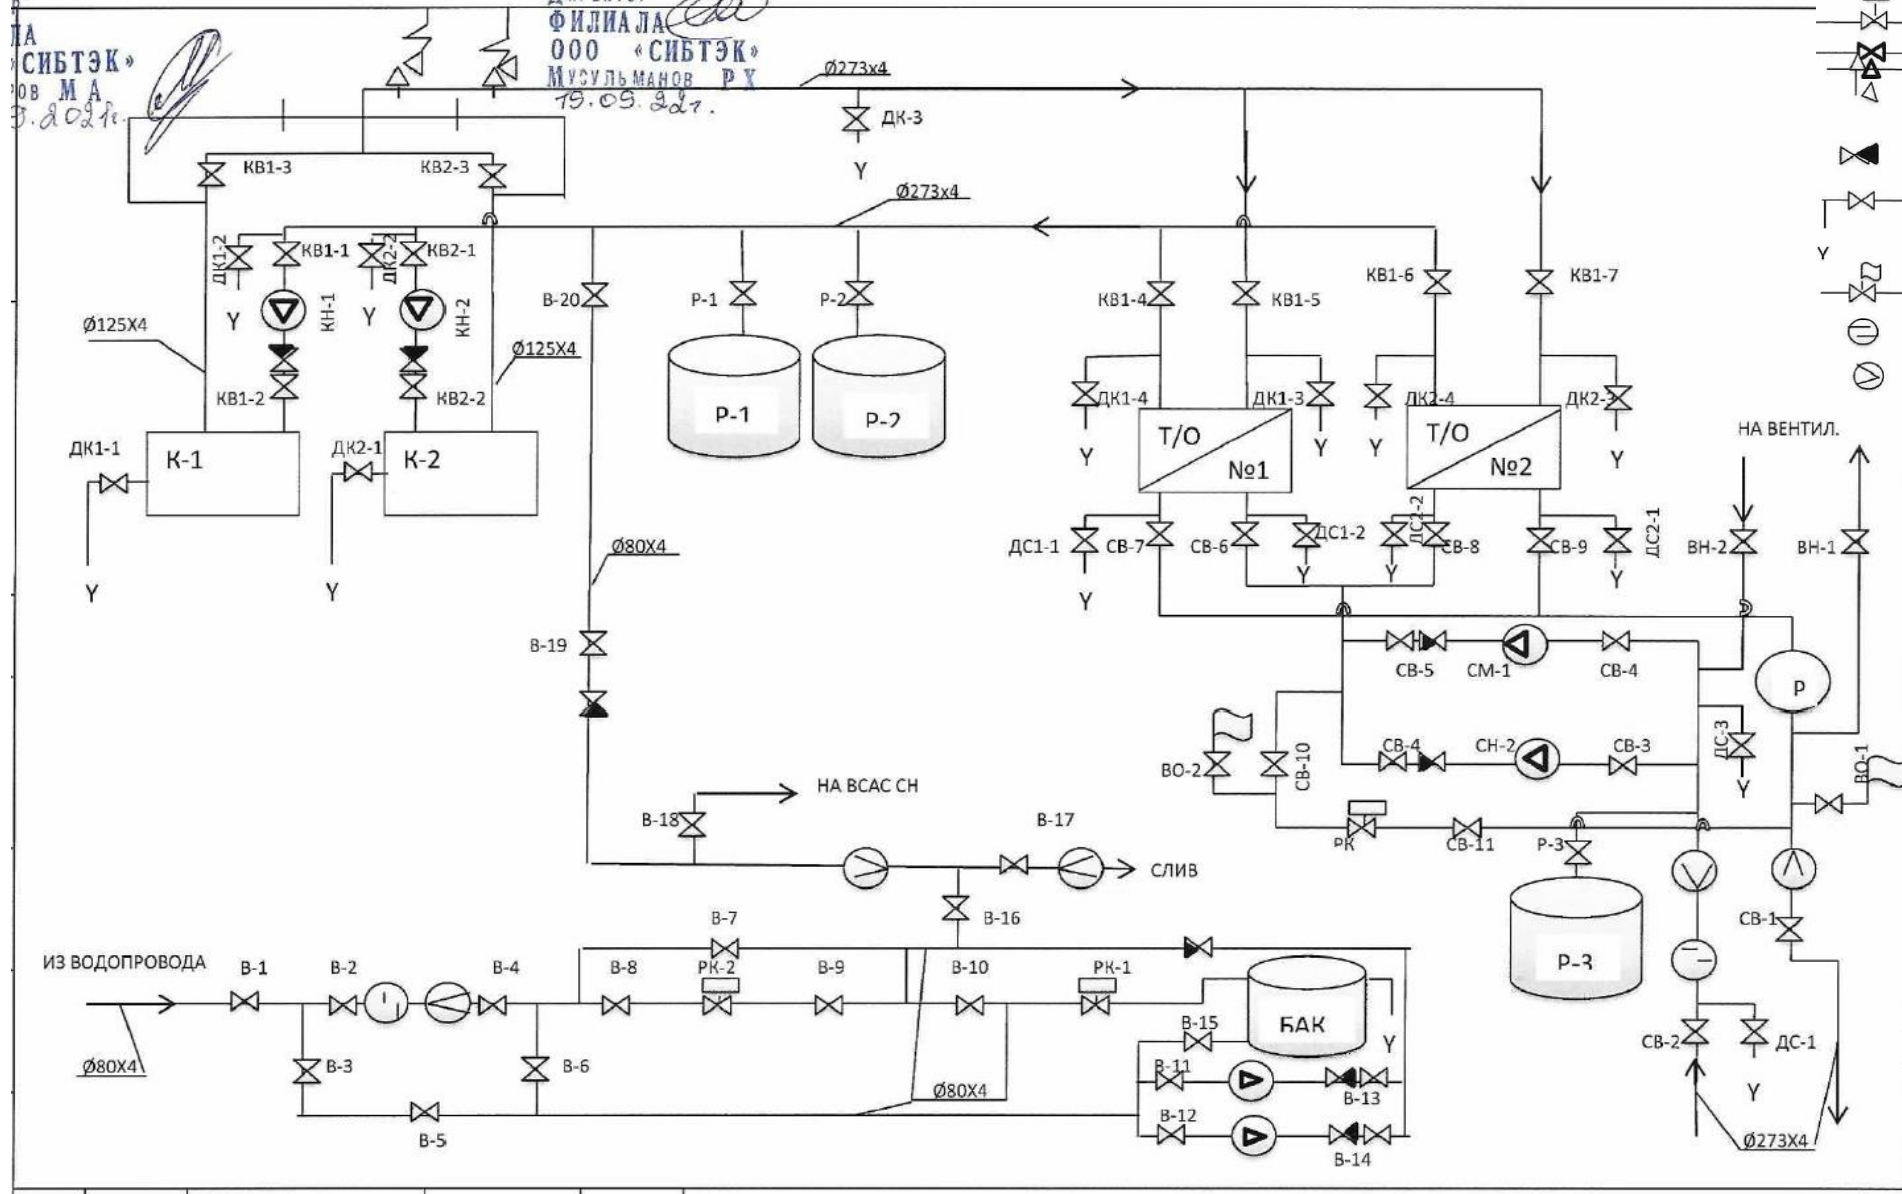 ЛА
СИБТЭК»
ОВ М А
ФИЛИАЛА
ООО «СИБТЭК»
МУСУЛЬМАНОВ Р Х
19.09.22г.
Ø273х4
ДК-3
Y
КВ1-3
КВ2-3
Ø273х4
ДК1-2
КВ1-1
ДК2-2
КВ2-1
В-20
Р-1
Р-2
КВ1-4
КВ1-5
КВ1-6
КВ1-7
Y
КН-1
Y
КН-2
Ø125Х4
Ø125Х4
КВ1-2
КВ2-2
ДК1-4
ДК1-3
ДК2-4
ДК2-3
Р-1
Р-2
Т/О
№1
Т/О
№2
НА ВЕНТИЛ.
ДК1-1
К-1
ДК2-1
К-2
Y
Y
Y
Y
ДС1-1
СВ-7
СВ-6
ДС1-2
ДС2-2
СВ-8
СВ-9
ДС2-1
ВН-2
ВН-1
Ø80Х4
Y
Y
Y
Y
Y
Y
В-19
СВ-5
СМ-1
СВ-4
Р
СВ-4
СН-2
СВ-3
ДС-3
ВО-2
СВ-10
ВО-1
Y
НА ВСАС СН
В-18
В-17
РК
СВ-11
Р-3
СЛИВ
В-7
В-16
СВ-1
ИЗ ВОДОПРОВОДА
В-1
В-2
В-4
В-8
РК-2
В-9
В-10
РК-1
Р-3
БАК
В-15
Y
СВ-2
ДС-1
Ø80Х4
В-3
В-6
В-11
Ø80Х4
В-13
Y
В-12
В-5
В-14
Ø273Х4
Y